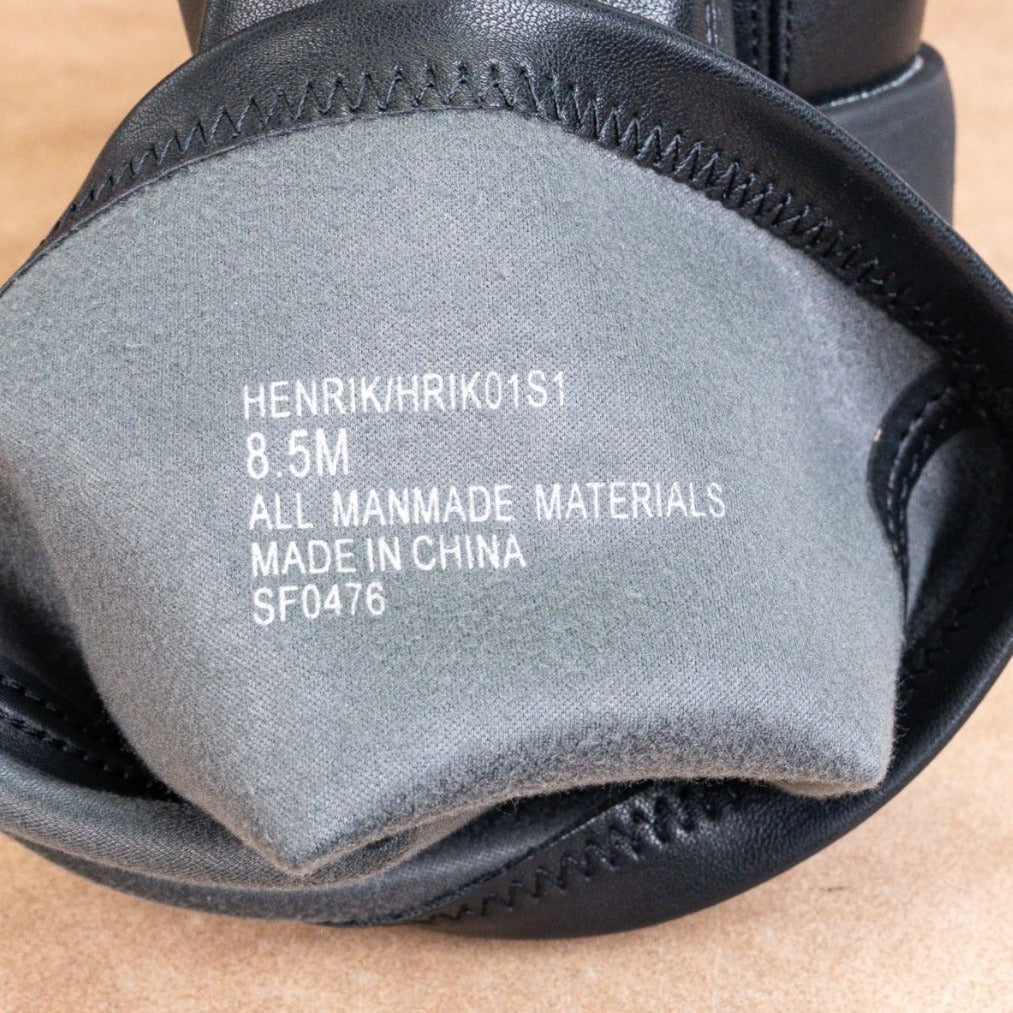 HENRIK/HRIK01S1
8.5M
ALL MANMADE MATERIALS
MADE IN CHINA
SF0476